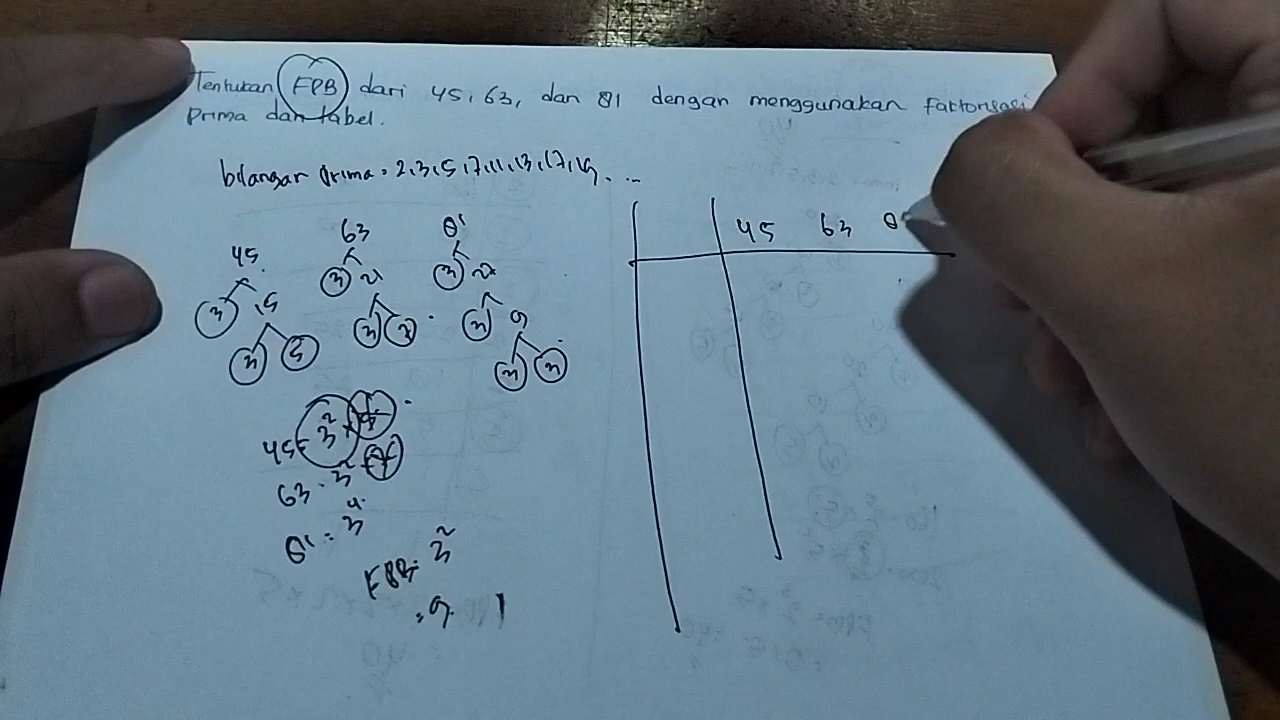 Tentukan FPB dari 45, 63, dan 81 dengan menggunakan faktorisasi
prima dan tabel.
bilangan prima = 2,3,5,7,11,13,17,19, ...
45
3 15
3 5
63
3 21
3 7
81
3 27
3 9
3 3
45 = 3² × 5
63 = 3² × 7
81 = 3⁴
FPB = 3²
= 9
45 63 8